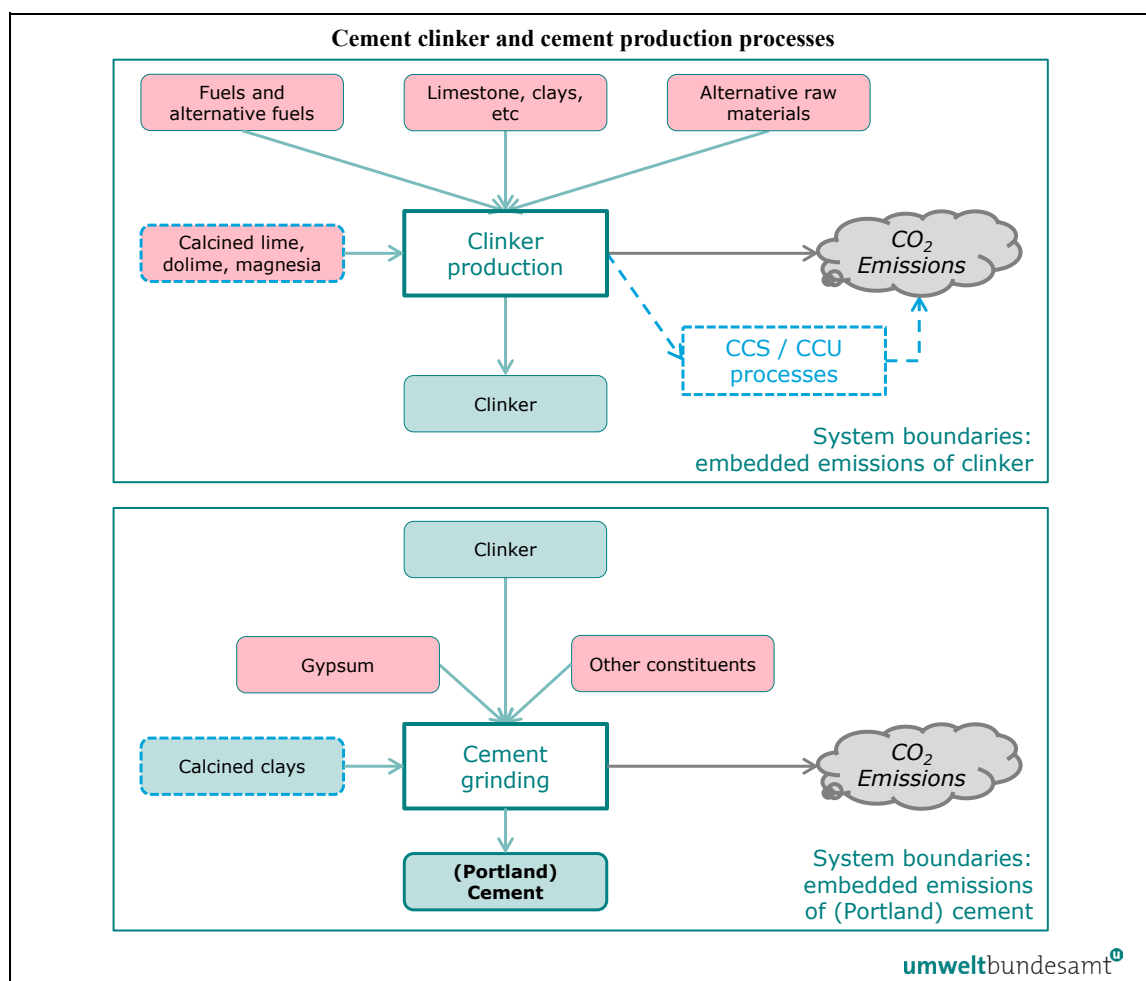 Cement clinker and cement production processes
Fuels and
alternative fuels
Limestone, clays,
etc
Alternative raw
materials
Calcined lime,
dolime, magnesia
Clinker
production
CO2
Emissions
CCS / CCU
processes
Clinker
System boundaries:
embedded emissions of clinker
Clinker
Gypsum
Other constituents
Calcined clays
Cement
grinding
CO2
Emissions
(Portland)
Cement
System boundaries:
embedded emissions
of (Portland) cement
umweltbundesamt u